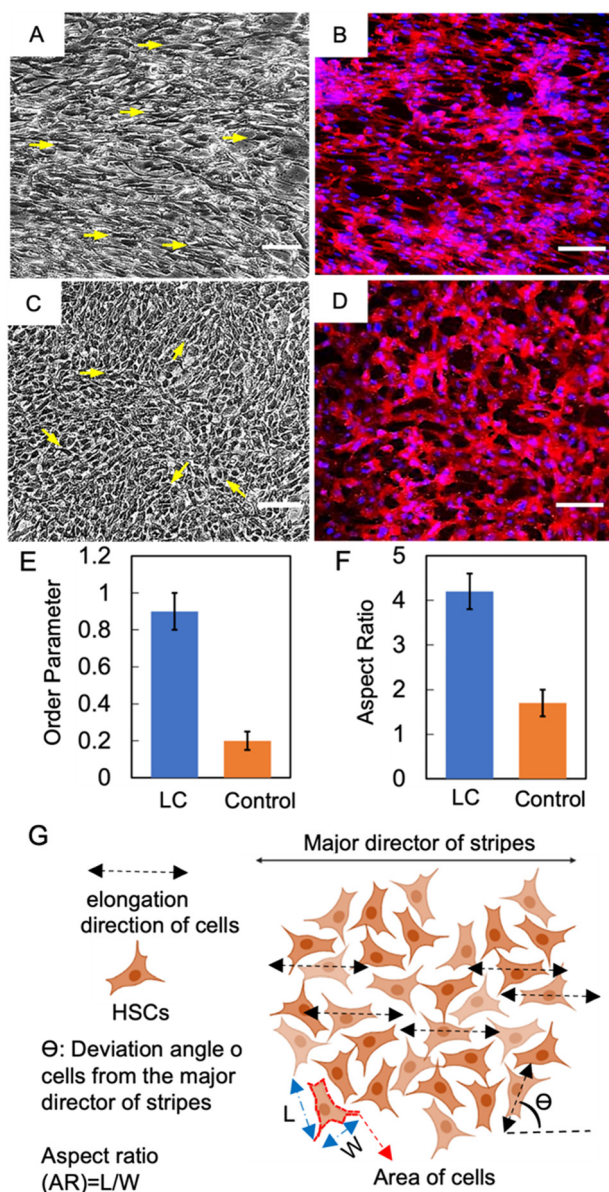 A
B
C
D
E
1.2
1
0.8
0.6
0.4
0.2
0
Order Parameter
LC
Control
F
5
4
3
2
1
0
Aspect Ratio
LC
Control
G
Major director of stripes
elongation
direction of cells
HSCs
ϴ: Deviation angle o
cells from the major
director of stripes
Aspect ratio
(AR)=L/W
L
W
ϴ
Area of cells